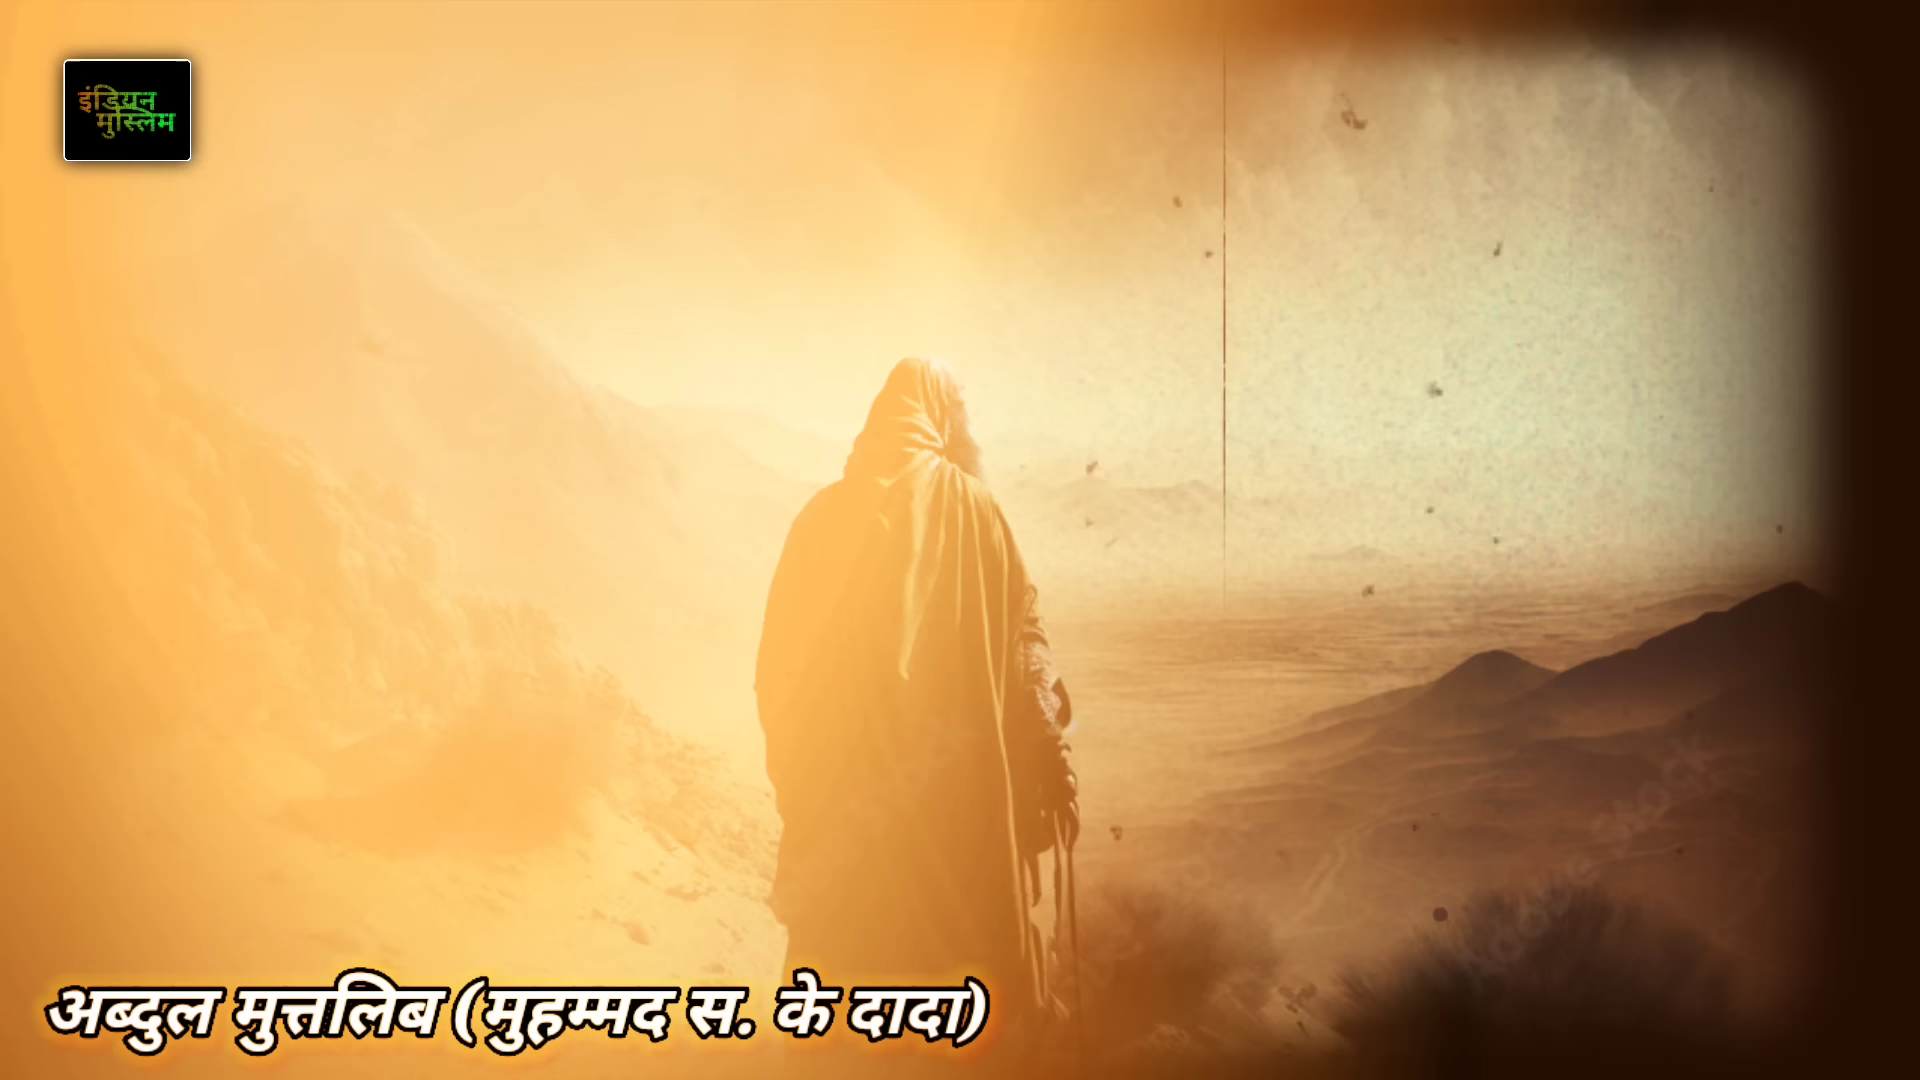 इंडियन
मुस्लिम
अब्दुल मुत्तलिब (मुहम्मद स. के दादा)